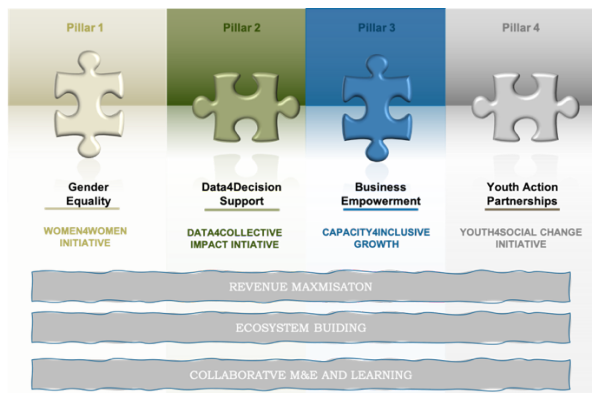 Pillar 1
Pillar 2
Pillar 3
Pillar 4
Gender
Equality
Data4Decision
Support
Business
Empowerment
Youth Action
Partnerships
WOMEN4WOMEN
INITIATIVE
DATA4COLLECTIVE
IMPACT INTIATIVE
CAPACITY4INCLUSIVE
GROWTH
YOUTH4SOCIAL CHANGE
INITIATIVE
REVENUE MAXMISATON
ECOSYSTEM BUIDING
COLLABORATVE M&E AND LEARNING